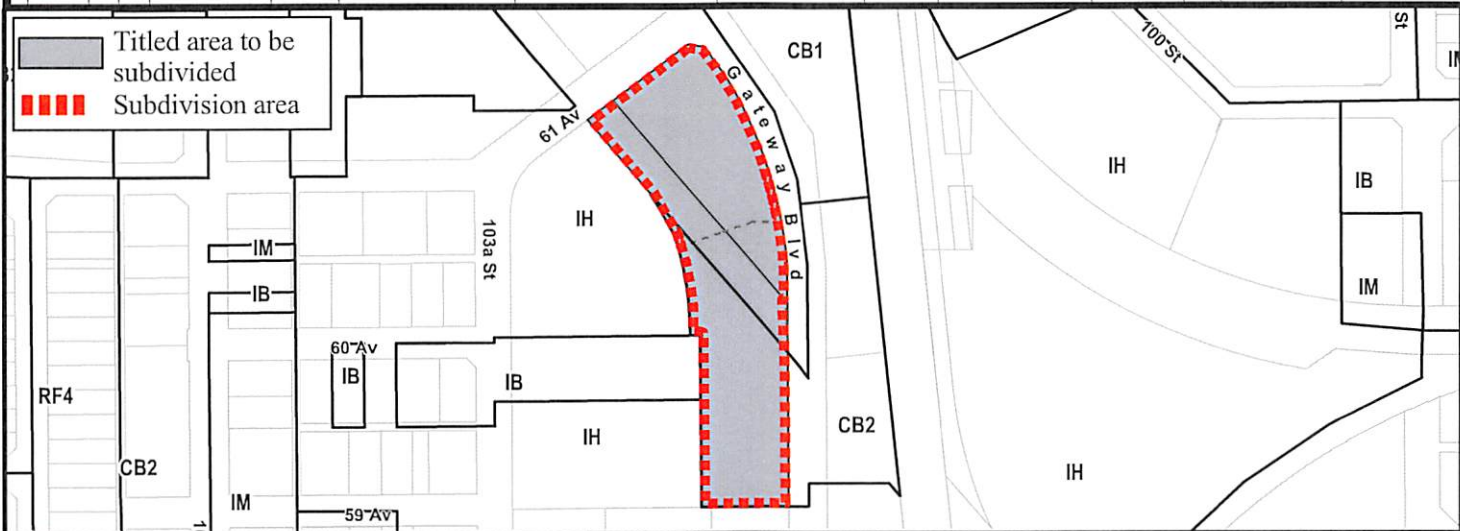 Titled area to be
subdivided
Subdivision area
CB1
100 St
St
Gateway Blvd
61 Av
IH
IB
IH
103a St
IM
IB
IM
60 Av
IB
IB
RF4
CB2
IH
CB2
IH
IM
59 Av